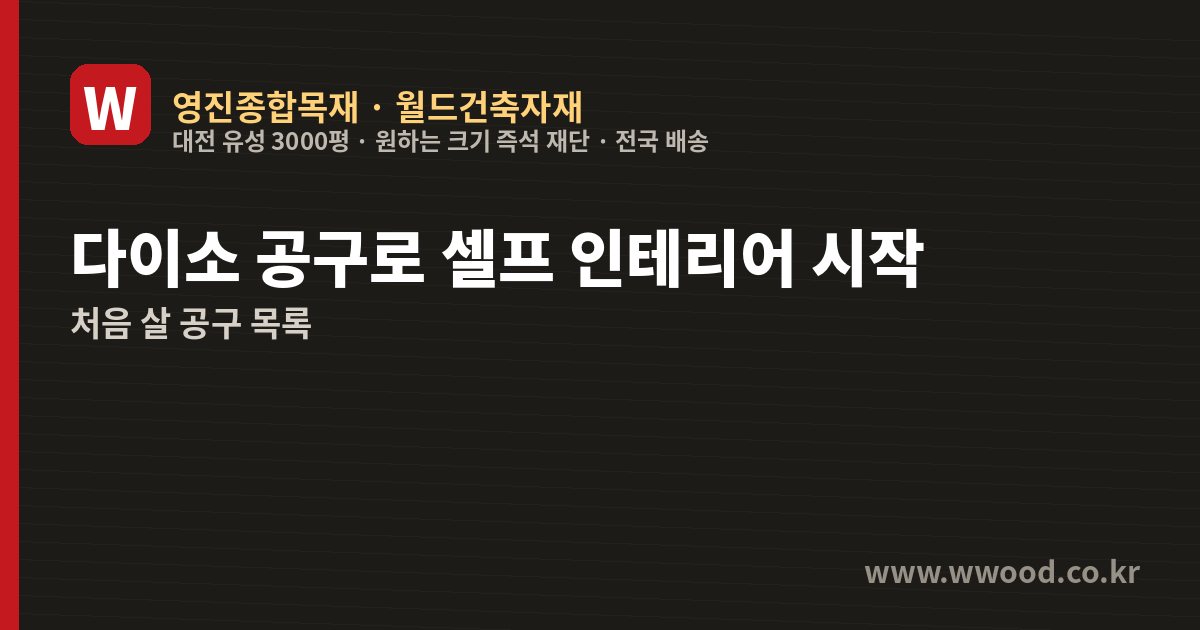 W
영진종합목재 · 월드건축자재
대전 유성 3000평 · 원하는 크기 즉석 재단 · 전국 배송
다이소 공구로 셀프 인테리어 시작
처음 살 공구 목록
www.wwood.co.kr